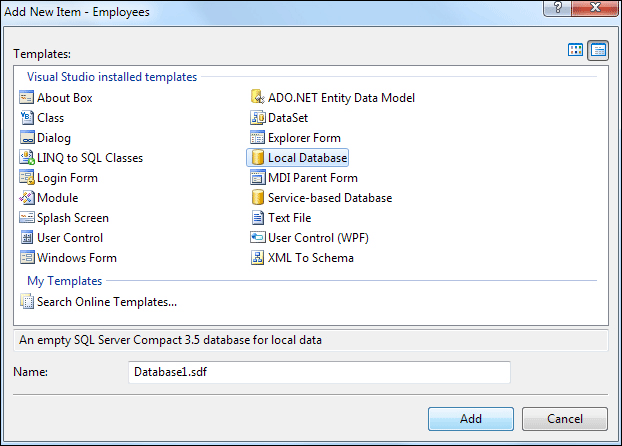 Add New Item - Employees
Templates:
Visual Studio installed templates
About Box
Class
Dialog
LINQ to SQL Classes
Login Form
Module
Splash Screen
User Control
Windows Form
ADO.NET Entity Data Model
DataSet
Explorer Form
Local Database
MDI Parent Form
Service-based Database
Text File
User Control (WPF)
XML To Schema
My Templates
Search Online Templates...
An empty SQL Server Compact 3.5 database for local data
Name: Database1.sdf
Add Cancel